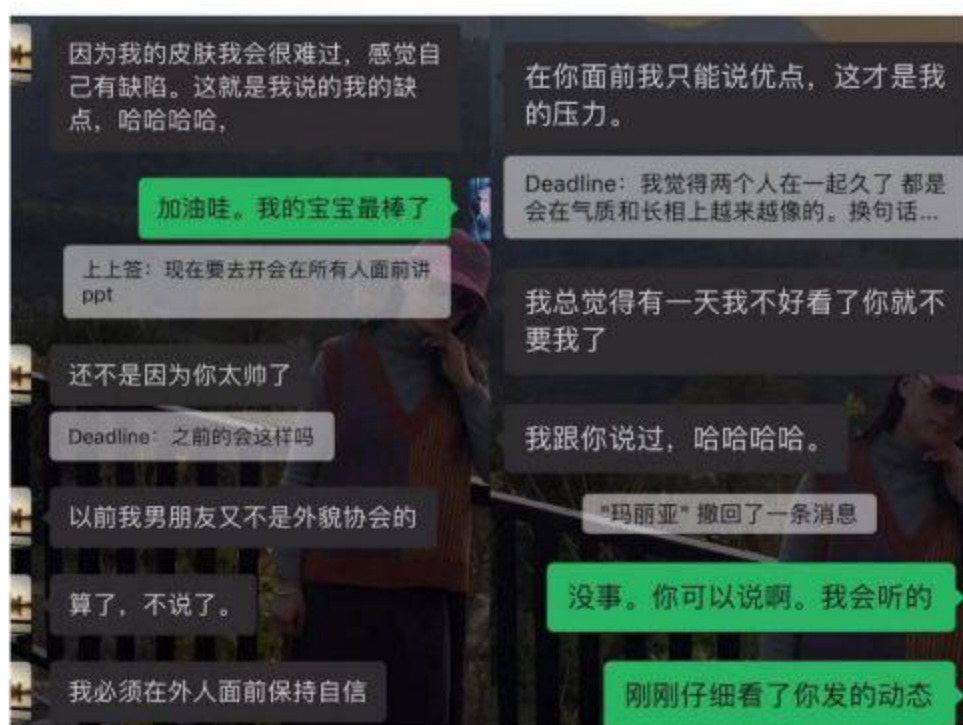 因为我的皮肤我会很难过，感觉自
己有缺陷。这就是我说的我的缺
点，哈哈哈哈，
加油哇。我的宝宝最棒了
上上签：现在要去开会在所有人面前讲
ppt
还不是因为你太帅了
Deadline：之前的会这样吗
以前我男朋友又不是外貌协会的
算了，不说了。
我必须在外人面前保持自信
在你面前我只能说优点，这才是我
的压力。
Deadline：我觉得两个人在一起久了 都是
会在气质和长相上越来越像的。换句话...
我总觉得有一天我不好看了你就不
要我了
我跟你说过，哈哈哈哈。
"玛丽亚" 撤回了一条消息
没事。你可以说啊。我会听的
刚刚仔细看了你发的动态